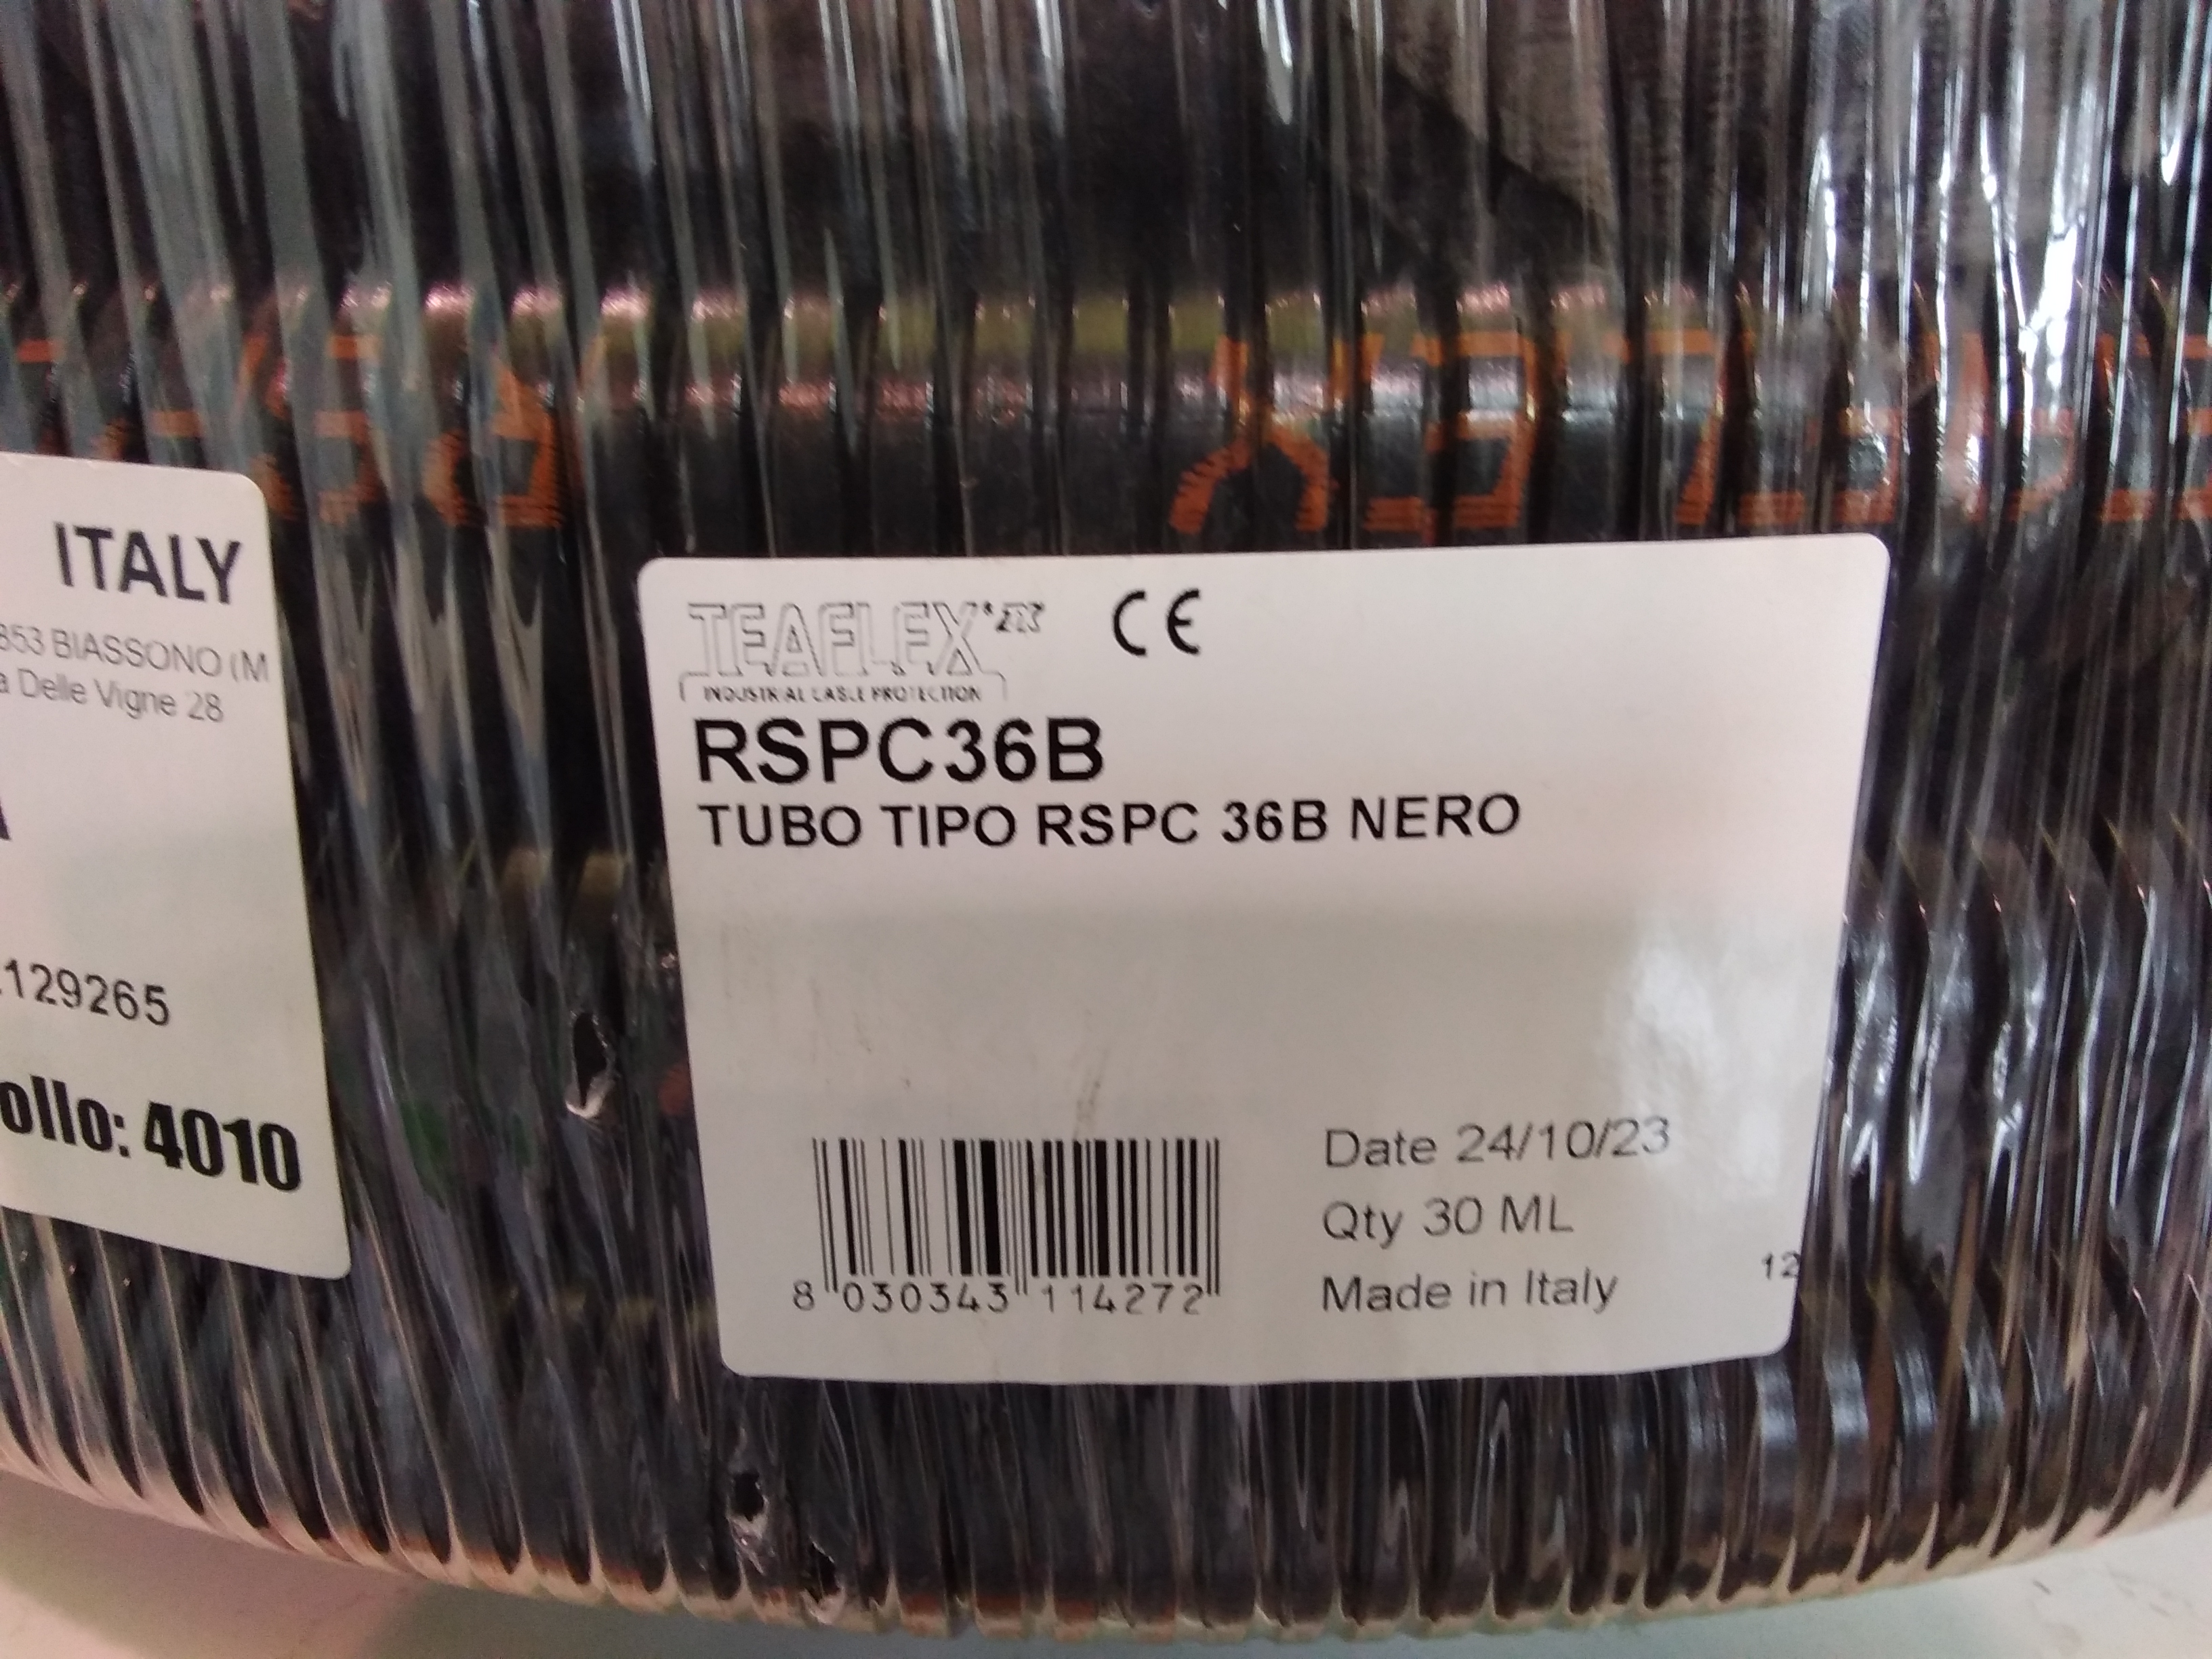 ITALY
853 BIASSONO (M
a Delle Vigne 28
129265
ollo: 4010
TEAFLEX
CE
INDUSTRIAL CABLE PROTECTION
RSPC36B
TUBO TIPO RSPC 36B NERO
Date 24/10/23
Qty 30 ML
Made in Italy
12
8 030343 114272